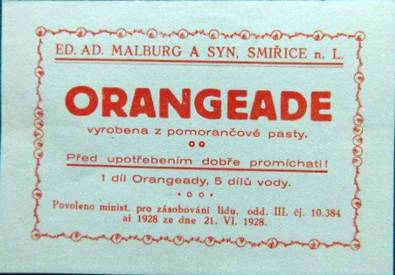 ED. AD. MALBURG A SYN, SMIŘICE n. L.
ORANGEADE
vyrobena z pomorančové pasty.
Před upotřebením dobře promíchati!
1 díl Orangeady, 5 dílů vody.
Povoleno minist. pro zásobování lidu, odd. III. čj. 10.384
ai 1928 ze dne 21. VI. 1928.